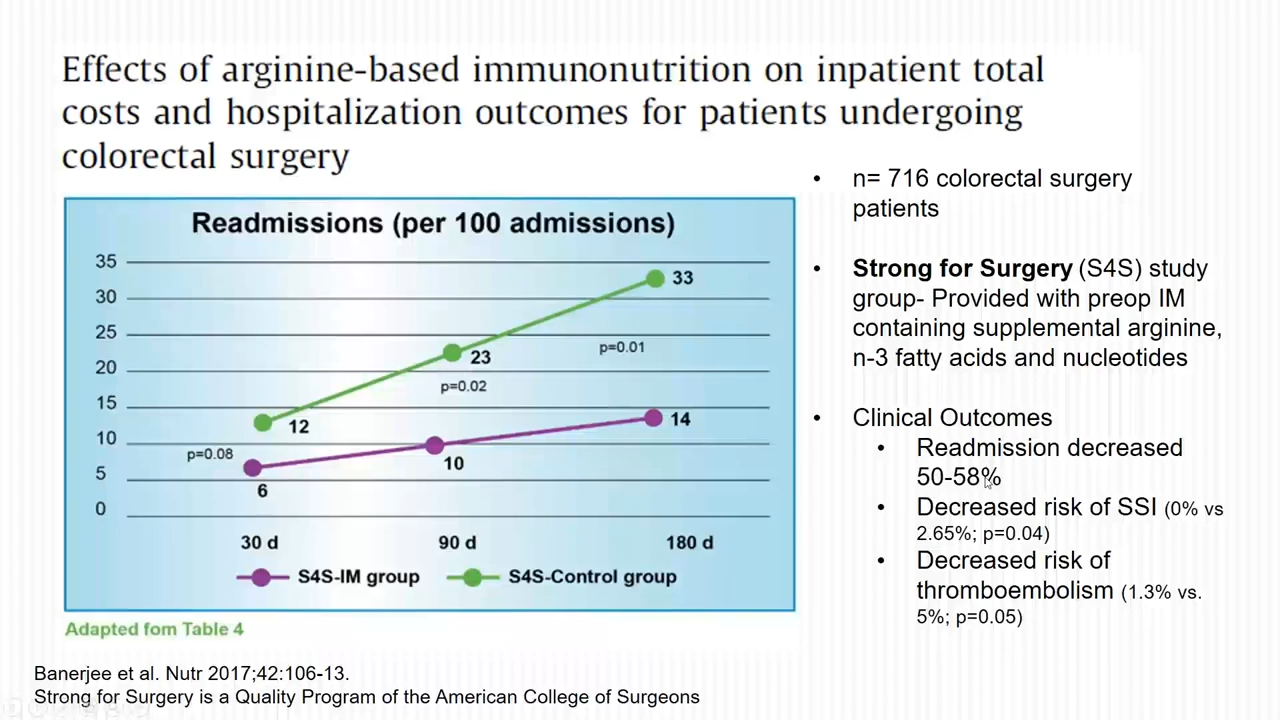 Effects of arginine-based immunonutrition on inpatient total
costs and hospitalization outcomes for patients undergoing
colorectal surgery
Readmissions (per 100 admissions)
35
30
25
20
15
10
5
0
33
p=0.01
23
p=0.02
12
p=0.08
14
10
6
30 d
90 d
180 d
S4S-IM group
S4S-Control group
Adapted fom Table 4
• n= 716 colorectal surgery
patients
• Strong for Surgery (S4S) study
group- Provided with preop IM
containing supplemental arginine,
n-3 fatty acids and nucleotides
• Clinical Outcomes
• Readmission decreased
50-58%
• Decreased risk of SSI (0% vs
2.65%; p=0.04)
• Decreased risk of
thromboembolism (1.3% vs.
5%; p=0.05)
Banerjee et al. Nutr 2017;42:106-13.
Strong for Surgery is a Quality Program of the American College of Surgeons